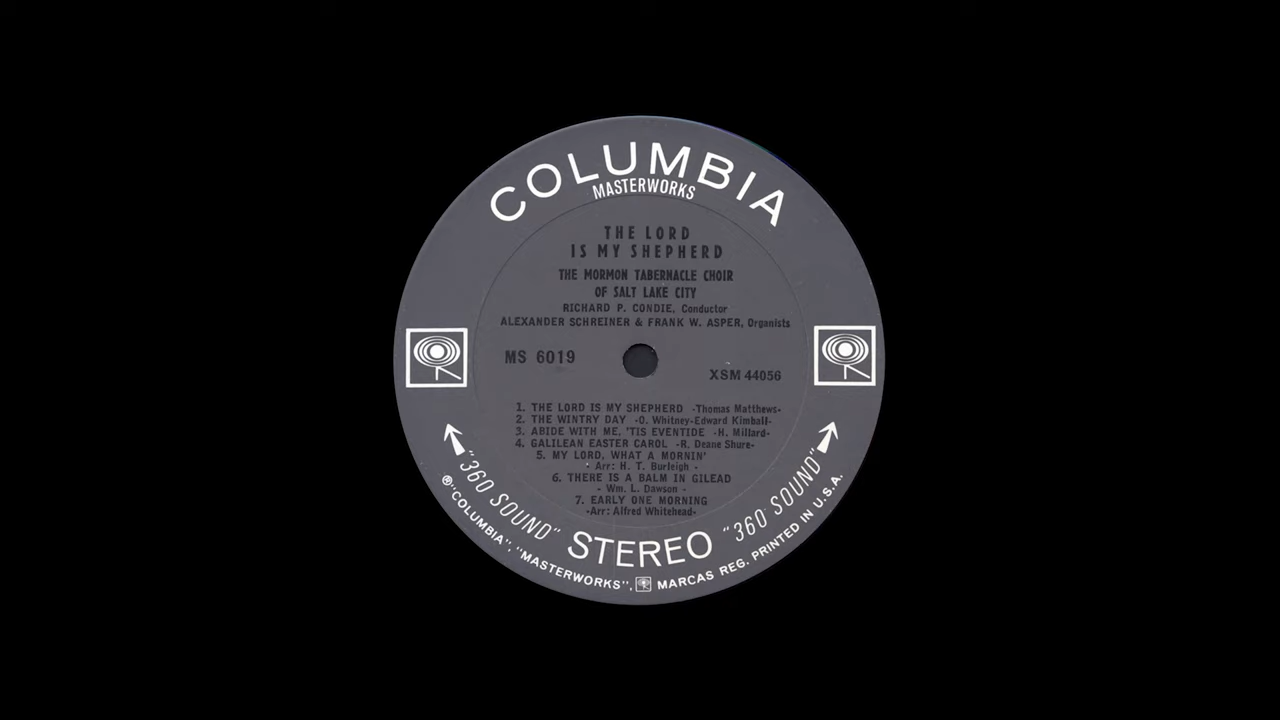 COLUMBIA
MASTERWORKS
THE LORD
IS MY SHEPHERD
THE MORMON TABERNACLE CHOIR
OF SALT LAKE CITY
RICHARD P. CONDIE, Conductor
ALEXANDER SCHREINER & FRANK W. ASPER, Organists
MS 6019
XSM 44056
1. THE LORD IS MY SHEPHERD -Thomas Matthews-
2. THE WINTRY DAY -O. Whitney-Edward Kimball-
3. ABIDE WITH ME, 'TIS EVENTIDE -H. Millard-
4. GALILEAN EASTER CAROL -R. Deane Shure-
5. MY LORD, WHAT A MORNIN'
- Arr: H. T. Burleigh -
6. THERE IS A BALM IN GILEAD
- Wm. L. Dawson -
7. EARLY ONE MORNING
-Arr: Alfred Whitehead-
"360 SOUND" STEREO "360 SOUND"
® "COLUMBIA", "MASTERWORKS", MARCAS REG. PRINTED IN U.S.A.